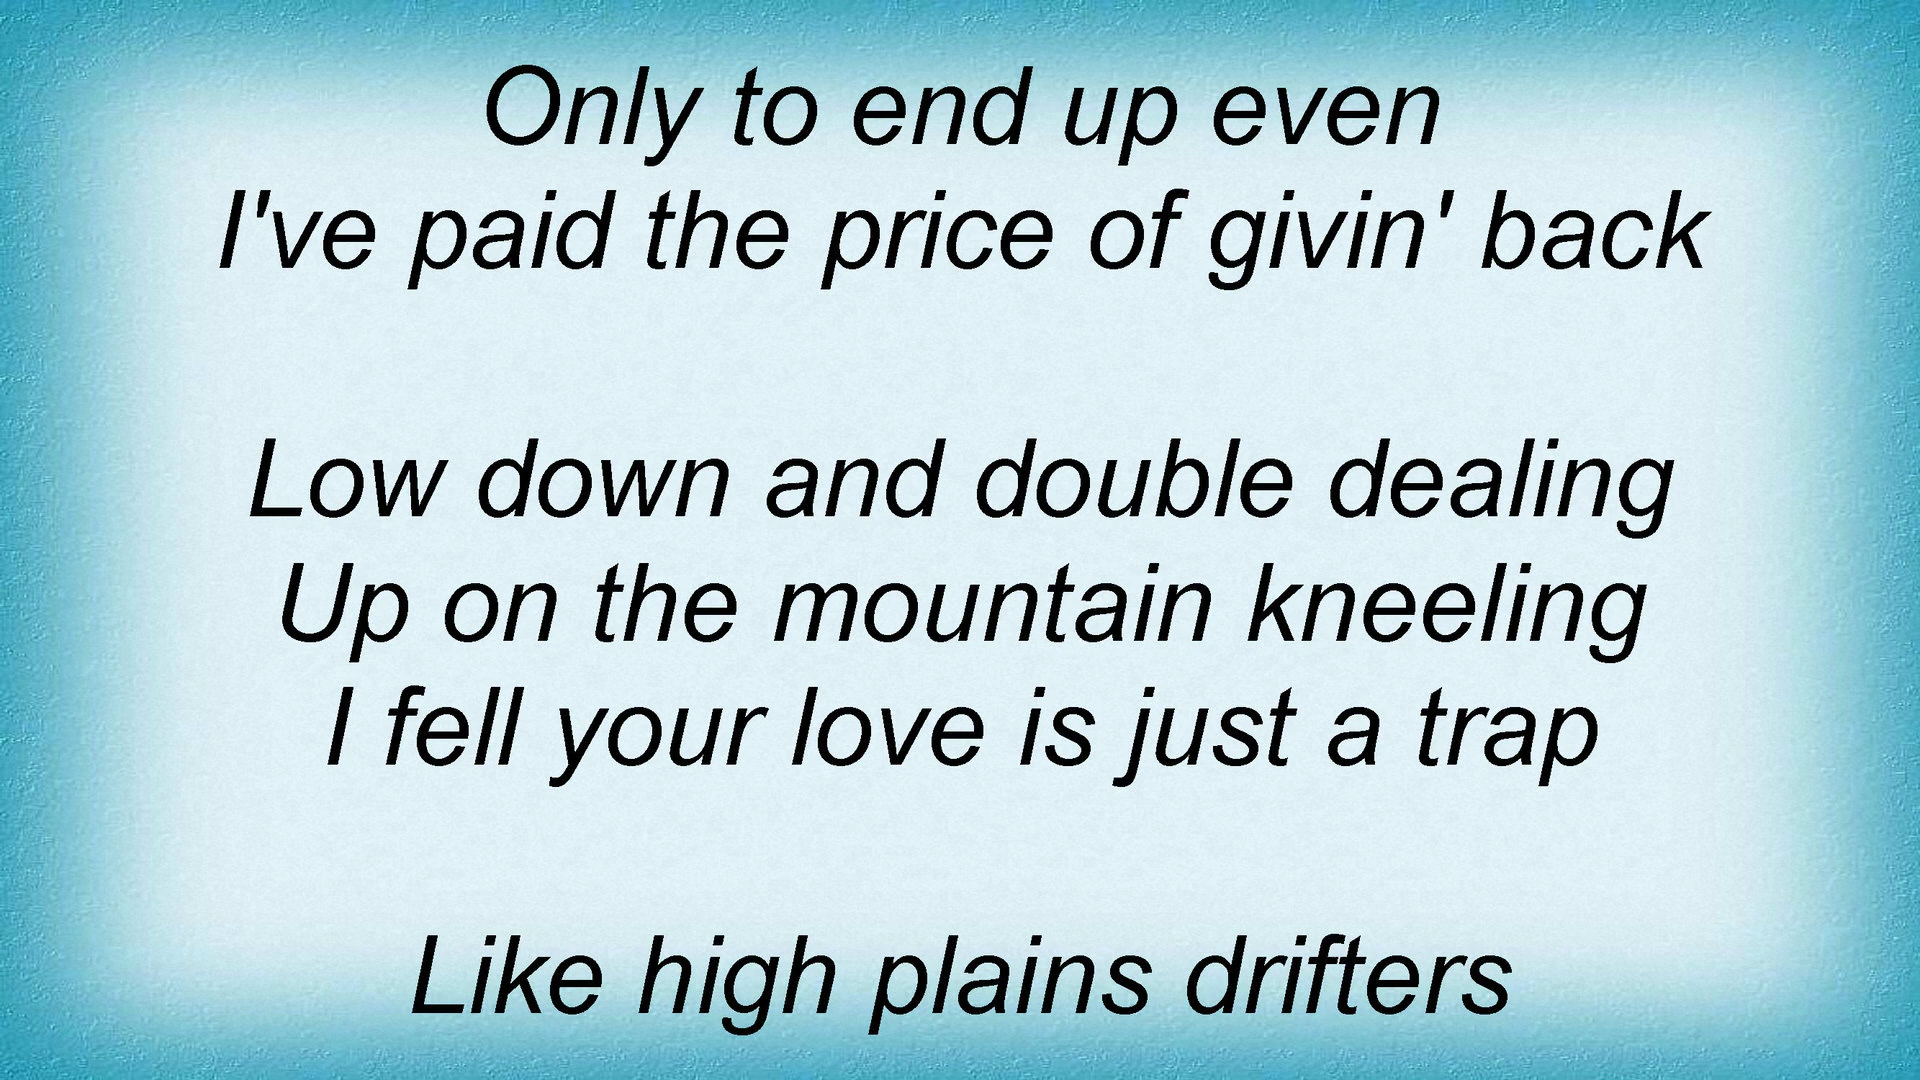 Only to end up even
I've paid the price of givin' back
Low down and double dealing
Up on the mountain kneeling
I fell your love is just a trap
Like high plains drifters